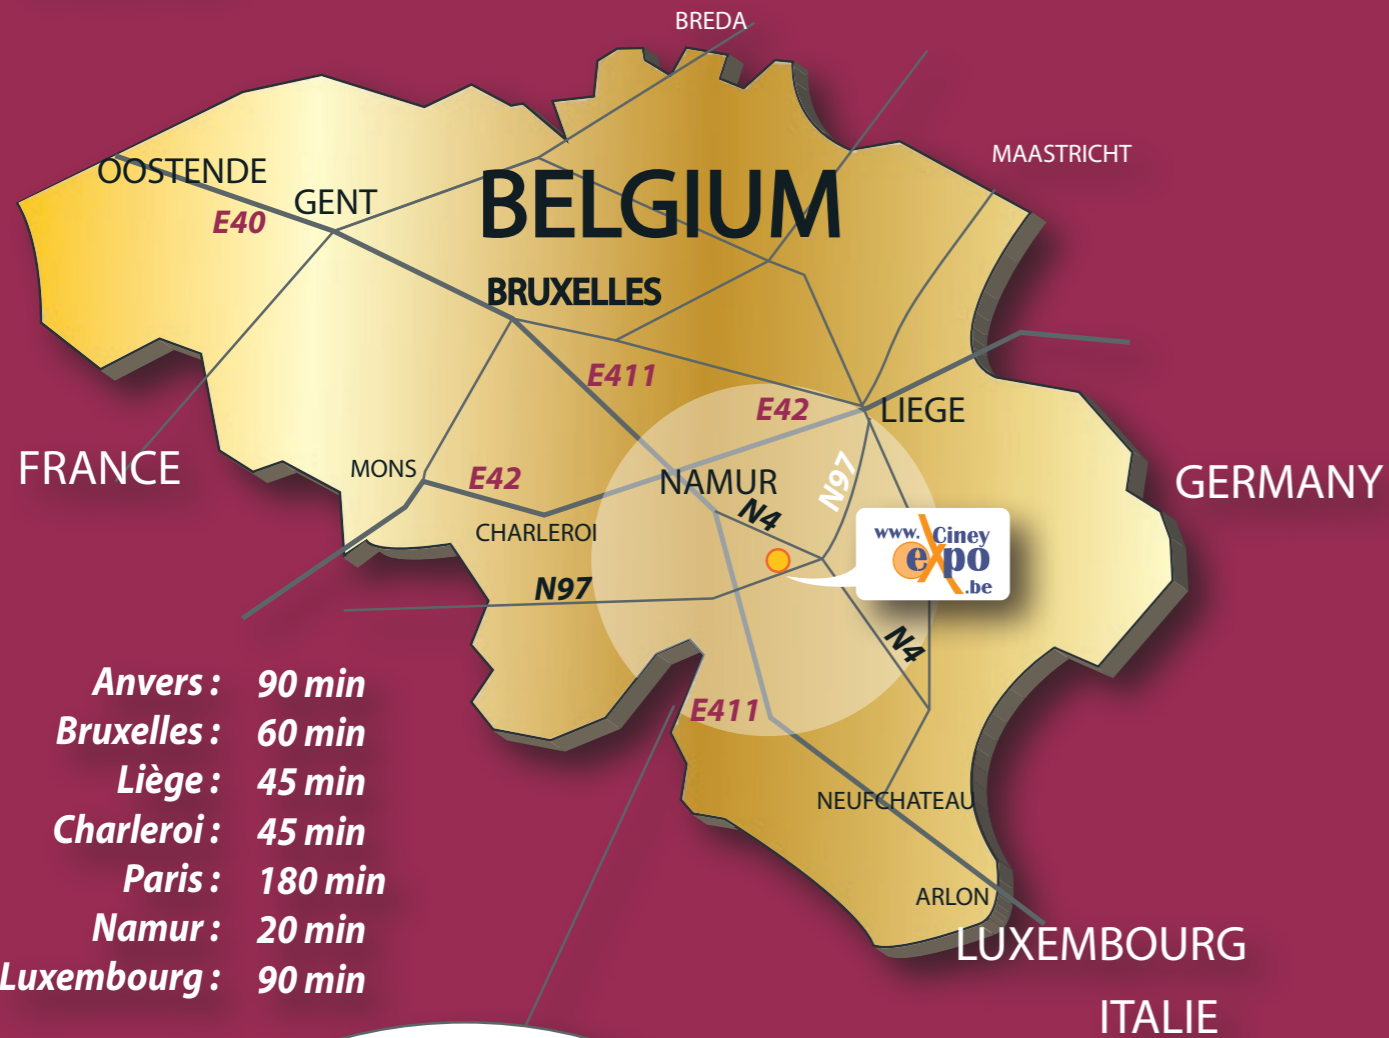 BREDA
MAASTRICHT
OOSTENDE
GENT
E40
BELGIUM
BRUXELLES
E411
E42
LIEGE
FRANCE
MONS
E42
NAMUR
N97
GERMANY
N4
CHARLEROI
www. Ciney
expo
.be
N97
N4
E411
Anvers : 90 min
Bruxelles : 60 min
Liège : 45 min
Charleroi : 45 min
Paris : 180 min
Namur : 20 min
Luxembourg : 90 min
NEUFCHATEAU
ARLON
LUXEMBOURG
ITALIE